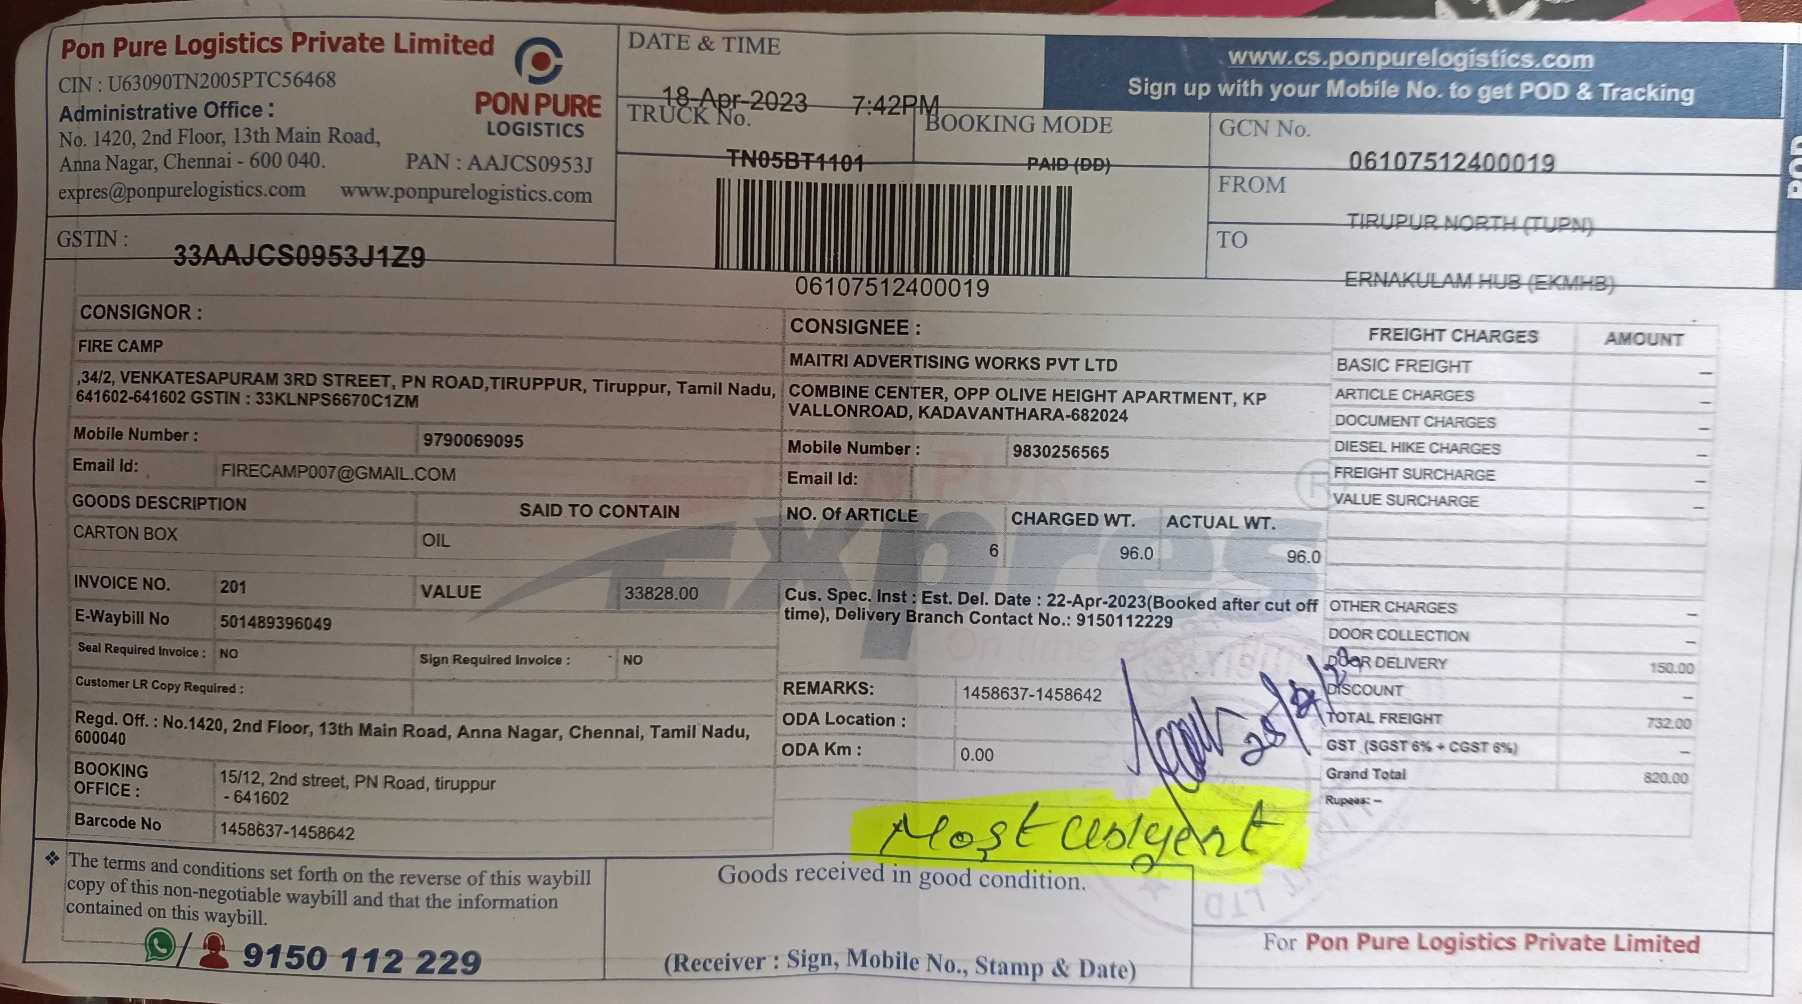 Pon Pure Logistics Private Limited
CIN : U63090TN2005PTC56468
Administrative Office :
No. 1420, 2nd Floor, 13th Main Road,
Anna Nagar, Chennai - 600 040. PAN : AAJCS0953J
expres@ponpurelogistics.com www.ponpurelogistics.com
PON PURE
LOGISTICS
GSTIN : 33AAJCS0953J1Z9
DATE & TIME
18-Apr-2023 7:42PM
TRUCK No.
TN05BT1101
BOOKING MODE
PAID (DD)
06107512400019
www.cs.ponpurelogistics.com
Sign up with your Mobile No. to get POD & Tracking
GCN No.
06107512400019
FROM
TIRUPUR NORTH (TUPN)
TO
ERNAKULAM HUB (EKMHB)
POD
CONSIGNOR :
FIRE CAMP
,34/2, VENKATESAPURAM 3RD STREET, PN ROAD,TIRUPPUR, Tiruppur, Tamil Nadu,
641602-641602 GSTIN : 33KLNPS6670C1ZM
Mobile Number : 9790069095
Email Id: FIRECAMP007@GMAIL.COM
GOODS DESCRIPTION SAID TO CONTAIN
CARTON BOX OIL
INVOICE NO. 201 VALUE 33828.00
E-Waybill No 501489396049
Seal Required Invoice : NO Sign Required Invoice : NO
Customer LR Copy Required :
Regd. Off. : No.1420, 2nd Floor, 13th Main Road, Anna Nagar, Chennai, Tamil Nadu,
600040
BOOKING
OFFICE :
15/12, 2nd street, PN Road, tiruppur
- 641602
Barcode No 1458637-1458642
CONSIGNEE :
MAITRI ADVERTISING WORKS PVT LTD
COMBINE CENTER, OPP OLIVE HEIGHT APARTMENT, KP
VALLONROAD, KADAVANTHARA-682024
Mobile Number : 9830256565
Email Id:
NO. Of ARTICLE CHARGED WT. ACTUAL WT.
6 96.0 96.0
Cus. Spec. Inst : Est. Del. Date : 22-Apr-2023(Booked after cut off
time), Delivery Branch Contact No.: 9150112229
REMARKS: 1458637-1458642
ODA Location :
ODA Km : 0.00
FREIGHT CHARGES AMOUNT
BASIC FREIGHT –
ARTICLE CHARGES –
DOCUMENT CHARGES –
DIESEL HIKE CHARGES –
FREIGHT SURCHARGE –
VALUE SURCHARGE –
OTHER CHARGES –
DOOR COLLECTION –
DOOR DELIVERY 150.00
DISCOUNT –
TOTAL FREIGHT 732.00
GST (SGST 6% + CGST 6%) –
Grand Total 820.00
Rupees: –
Expres
On time
Most
❖ The terms and conditions set forth on the reverse of this waybill
copy of this non-negotiable waybill and that the information
contained on this waybill.
/ 9150 112 229
Goods received in good condition.
(Receiver : Sign, Mobile No., Stamp & Date)
For Pon Pure Logistics Private Limited